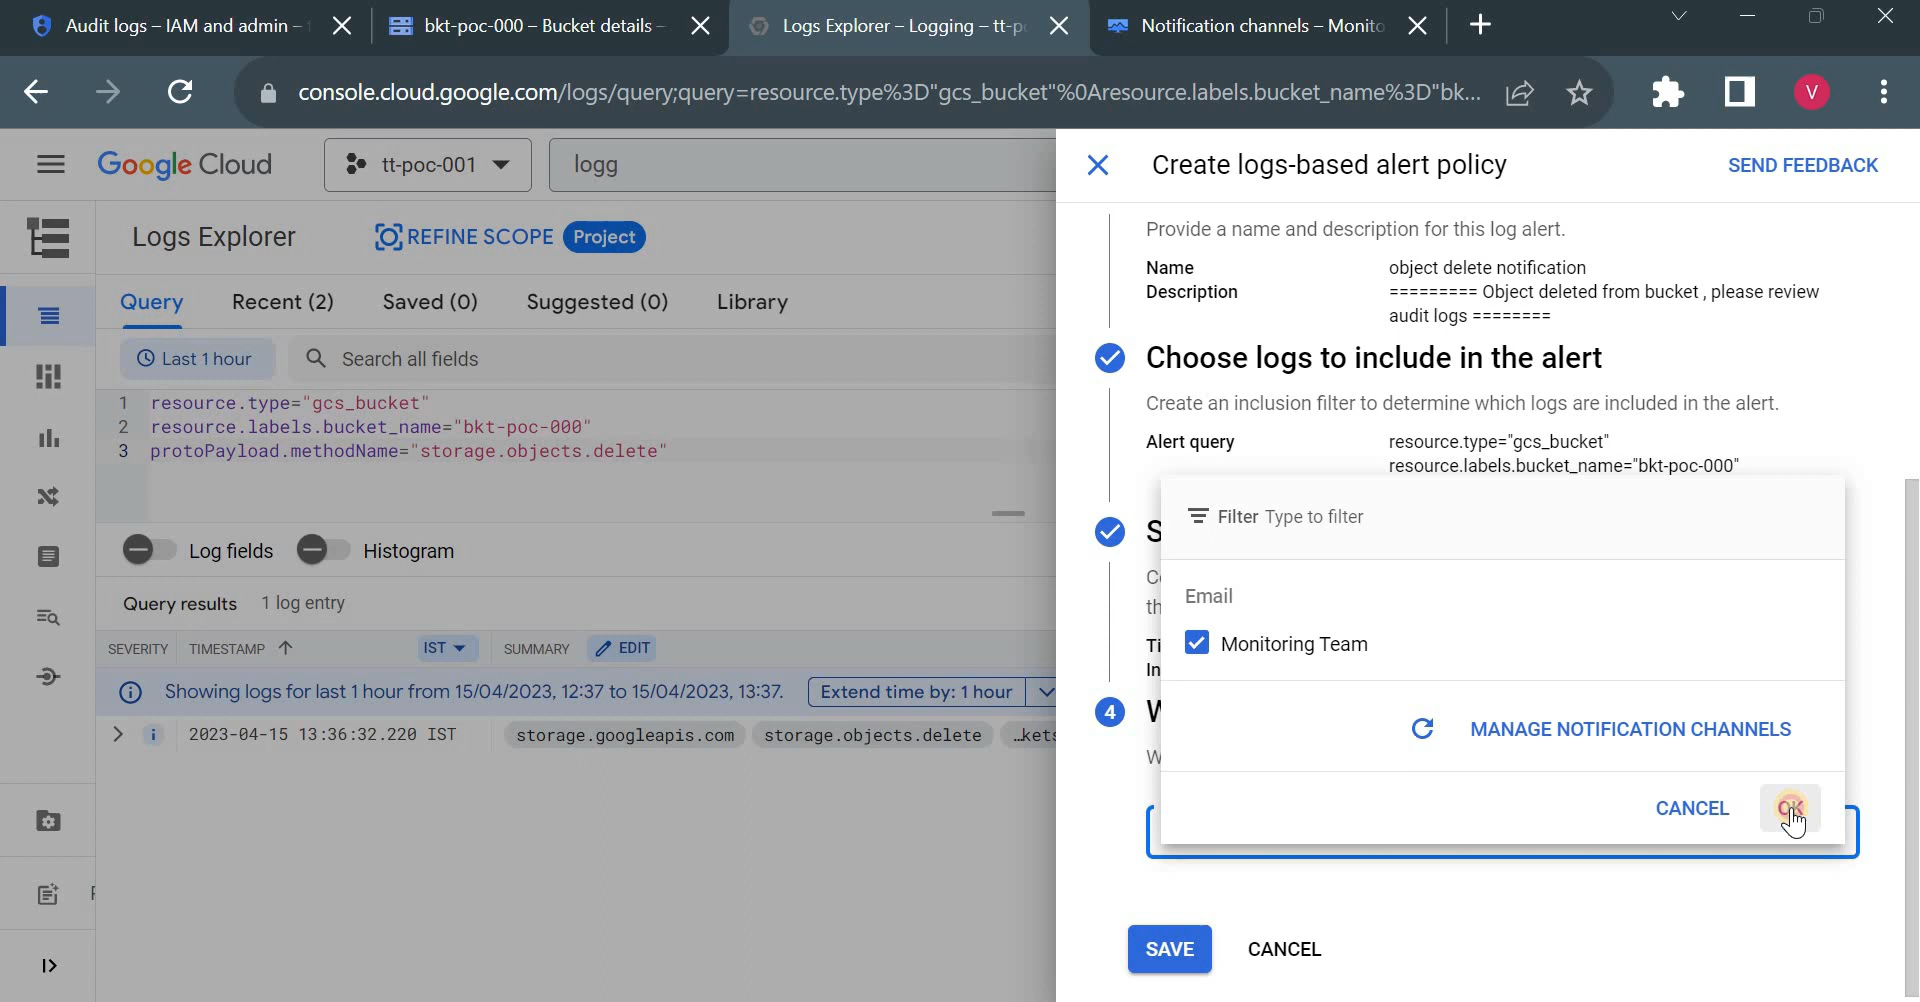 Audit logs – IAM and admin –
bkt-poc-000 – Bucket details –
Logs Explorer – Logging – tt-p
Notification channels – Monito
console.cloud.google.com/logs/query;query=resource.type%3D"gcs_bucket"%0Aresource.labels.bucket_name%3D"bk...
V
Google Cloud
tt-poc-001
logg
Logs Explorer
REFINE SCOPE
Project
Query
Recent (2)
Saved (0)
Suggested (0)
Library
Last 1 hour
Search all fields
1 resource.type="gcs_bucket"
2 resource.labels.bucket_name="bkt-poc-000"
3 protoPayload.methodName="storage.objects.delete"
Log fields
Histogram
Query results
1 log entry
SEVERITY
TIMESTAMP
IST
SUMMARY
EDIT
Showing logs for last 1 hour from 15/04/2023, 12:37 to 15/04/2023, 13:37.
Extend time by: 1 hour
2023-04-15 13:36:32.220 IST
storage.googleapis.com
storage.objects.delete
…kets
Create logs-based alert policy
SEND FEEDBACK
Provide a name and description for this log alert.
Name
object delete notification
Description
========= Object deleted from bucket , please review
audit logs ========
Choose logs to include in the alert
Create an inclusion filter to determine which logs are included in the alert.
Alert query
resource.type="gcs_bucket"
resource.labels.bucket_name="bkt-poc-000"
Filter Type to filter
Email
Monitoring Team
MANAGE NOTIFICATION CHANNELS
CANCEL
OK
4
SAVE
CANCEL